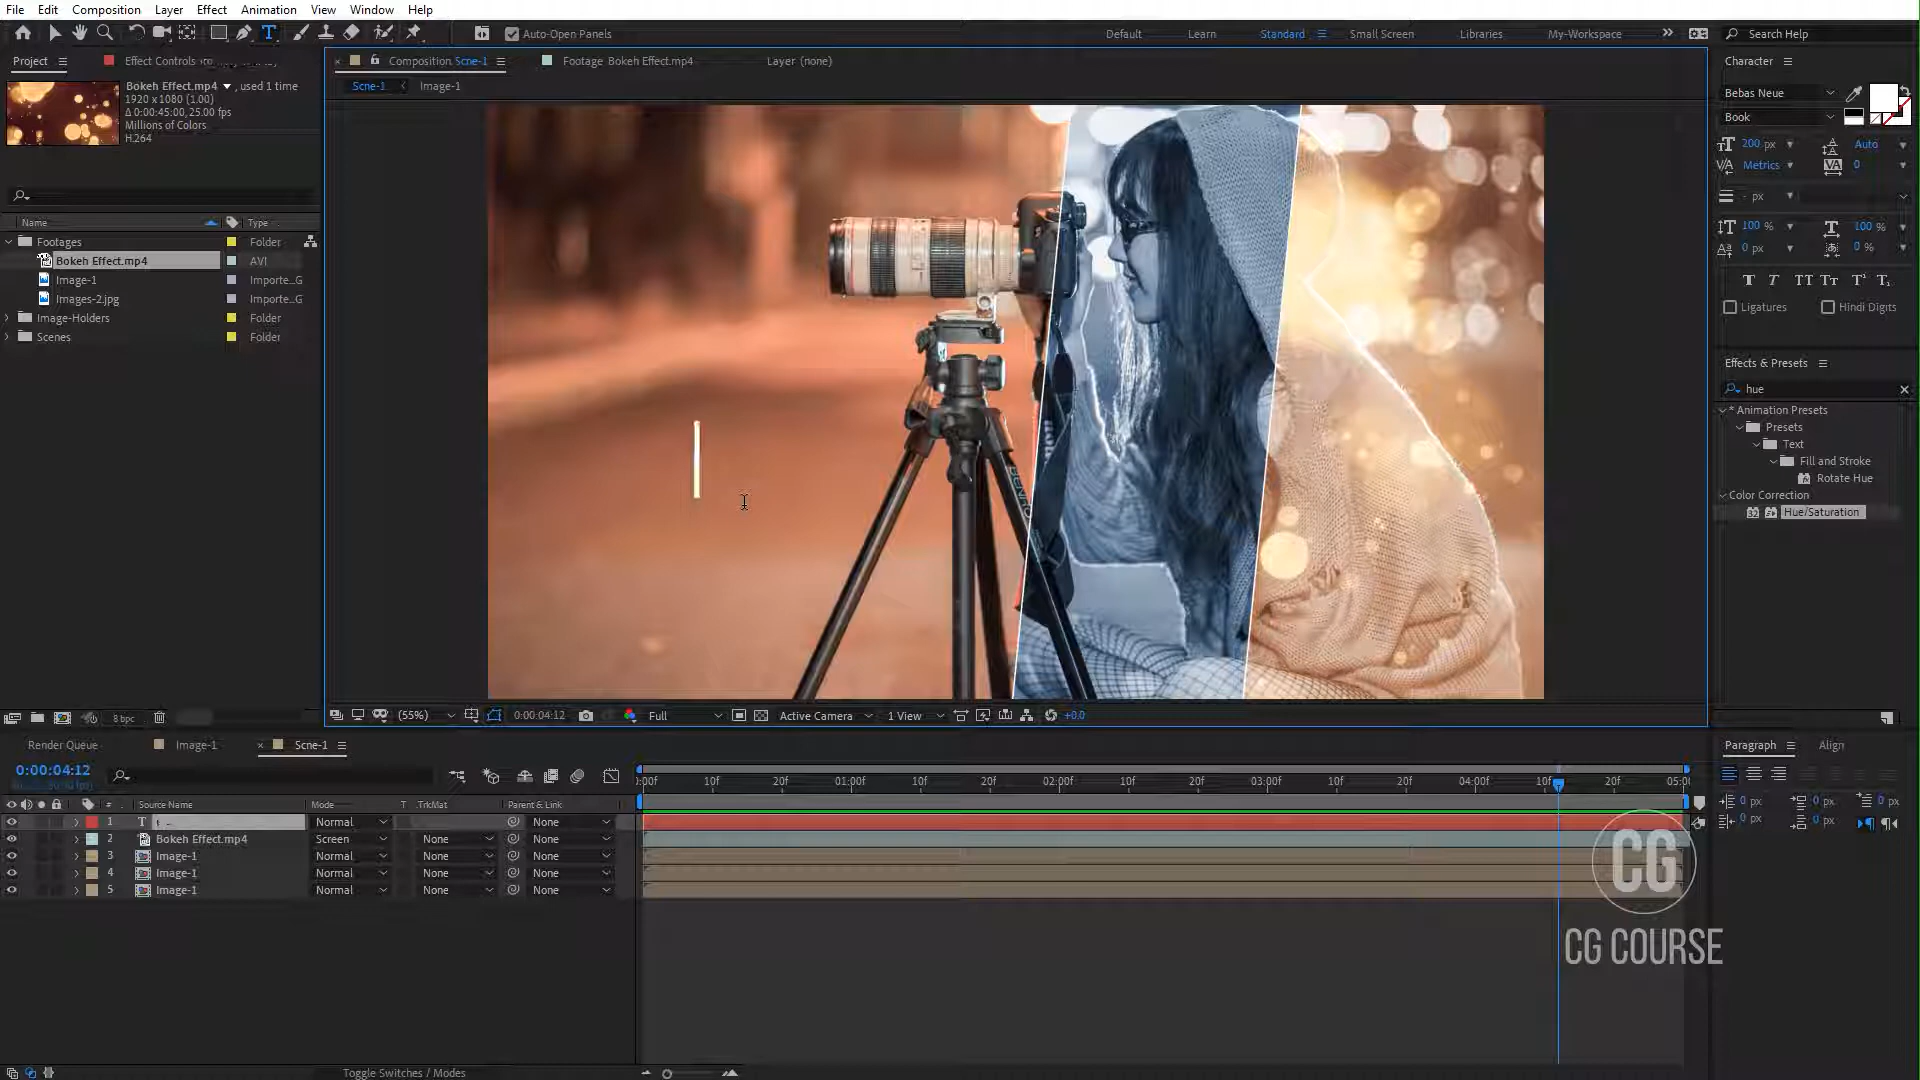 File Edit Composition Layer Effect Animation View Window Help
Auto-Open Panels
Default Learn Standard Small Screen Libraries My-Workspace Search Help
Project Effect Controls
Composition Scne-1 Footage Bokeh Effect.mp4 Layer (none)
Scne-1 Image-1
Bokeh Effect.mp4 , used 1 time
1920 x 1080 (1.00)
Δ 0:00:45:00, 25.00 fps
Millions of Colors
H.264
Name Type
Footages Folder
Bokeh Effect.mp4 AVI
Image-1 Importe...G
Images-2.jpg Importe...G
Image-Holders Folder
Scenes Folder
8 bpc
(55%) 0:00:04:12 Full Active Camera 1 View +0.0
Character
Bebas Neue
Book
200 px Auto
Metrics 0
- px
100 % 100 %
0 px 0 %
Ligatures Hindi Digits
Effects & Presets
hue
* Animation Presets
Presets
Text
Fill and Stroke
Rotate Hue
Color Correction
Hue/Saturation
Paragraph Align
0 px 0 px 0 px
0 px 0 px
Render Queue Image-1 Scne-1
0:00:04:12
:00f 10f 20f 01:00f 10f 20f 02:00f 10f 20f 03:00f 10f 20f 04:00f 10f 20f 05:00
# Source Name Mode T .TrkMat Parent & Link
1 T Normal None
2 Bokeh Effect.mp4 Screen None None
3 Image-1 Normal None None
4 Image-1 Normal None None
5 Image-1 Normal None None
CG
CG COURSE
Toggle Switches / Modes